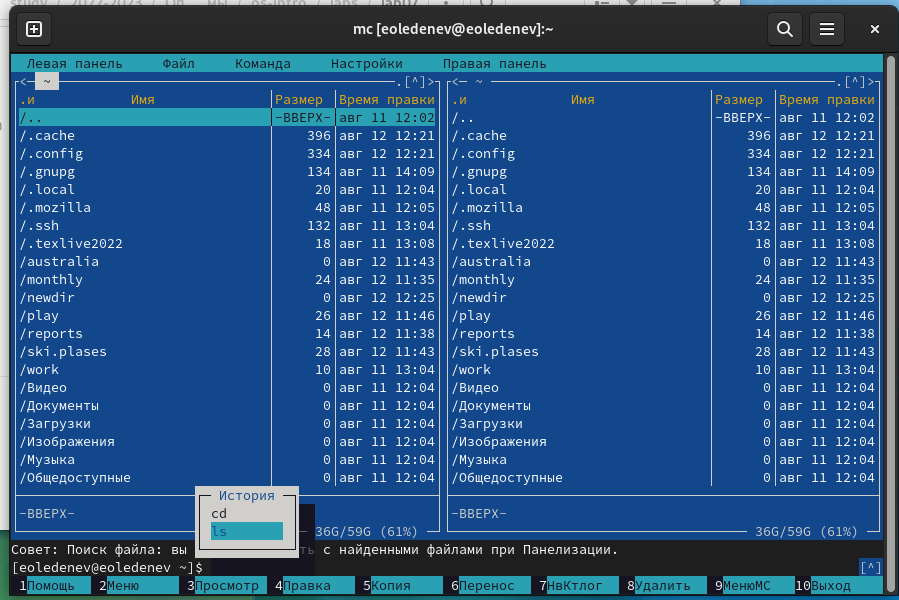 mc [eoledenev@eoledenev]:~
Левая панель Файл Команда Настройки Правая панель
<─ ~ .[^]> <─ ~ .[^]>
.и Имя Размер Время правки .и Имя Размер Время правки
/.. -ВВЕРХ- авг 11 12:02 /.. -ВВЕРХ- авг 11 12:02
/.cache 396 авг 12 12:21 /.cache 396 авг 12 12:21
/.config 334 авг 12 12:21 /.config 334 авг 12 12:21
/.gnupg 134 авг 11 14:09 /.gnupg 134 авг 11 14:09
/.local 20 авг 11 12:04 /.local 20 авг 11 12:04
/.mozilla 48 авг 11 12:05 /.mozilla 48 авг 11 12:05
/.ssh 132 авг 11 13:04 /.ssh 132 авг 11 13:04
/.texlive2022 18 авг 11 13:08 /.texlive2022 18 авг 11 13:08
/australia 0 авг 12 11:43 /australia 0 авг 12 11:43
/monthly 24 авг 12 11:35 /monthly 24 авг 12 11:35
/newdir 0 авг 12 12:25 /newdir 0 авг 12 12:25
/play 26 авг 12 11:46 /play 26 авг 12 11:46
/reports 14 авг 12 11:38 /reports 14 авг 12 11:38
/ski.plases 28 авг 12 11:43 /ski.plases 28 авг 12 11:43
/work 10 авг 11 13:04 /work 10 авг 11 13:04
/Видео 0 авг 11 12:04 /Видео 0 авг 11 12:04
/Документы 0 авг 11 12:04 /Документы 0 авг 11 12:04
/Загрузки 0 авг 11 12:04 /Загрузки 0 авг 11 12:04
/Изображения 0 авг 11 12:04 /Изображения 0 авг 11 12:04
/Музыка 0 авг 11 12:04 /Музыка 0 авг 11 12:04
/Общедоступные 0 авг 11 12:04 /Общедоступные 0 авг 11 12:04
История
-ВВЕРХ- cd -ВВЕРХ-
ls 36G/59G (61%) 36G/59G (61%)
Совет: Поиск файла: вы ть с найденными файлами при Панелизации.
[eoledenev@eoledenev ~]$ [^]
1Помощь 2Меню 3Просмотр 4Правка 5Копия 6Перенос 7НвКтлог 8Удалить 9МенюМС 10Выход